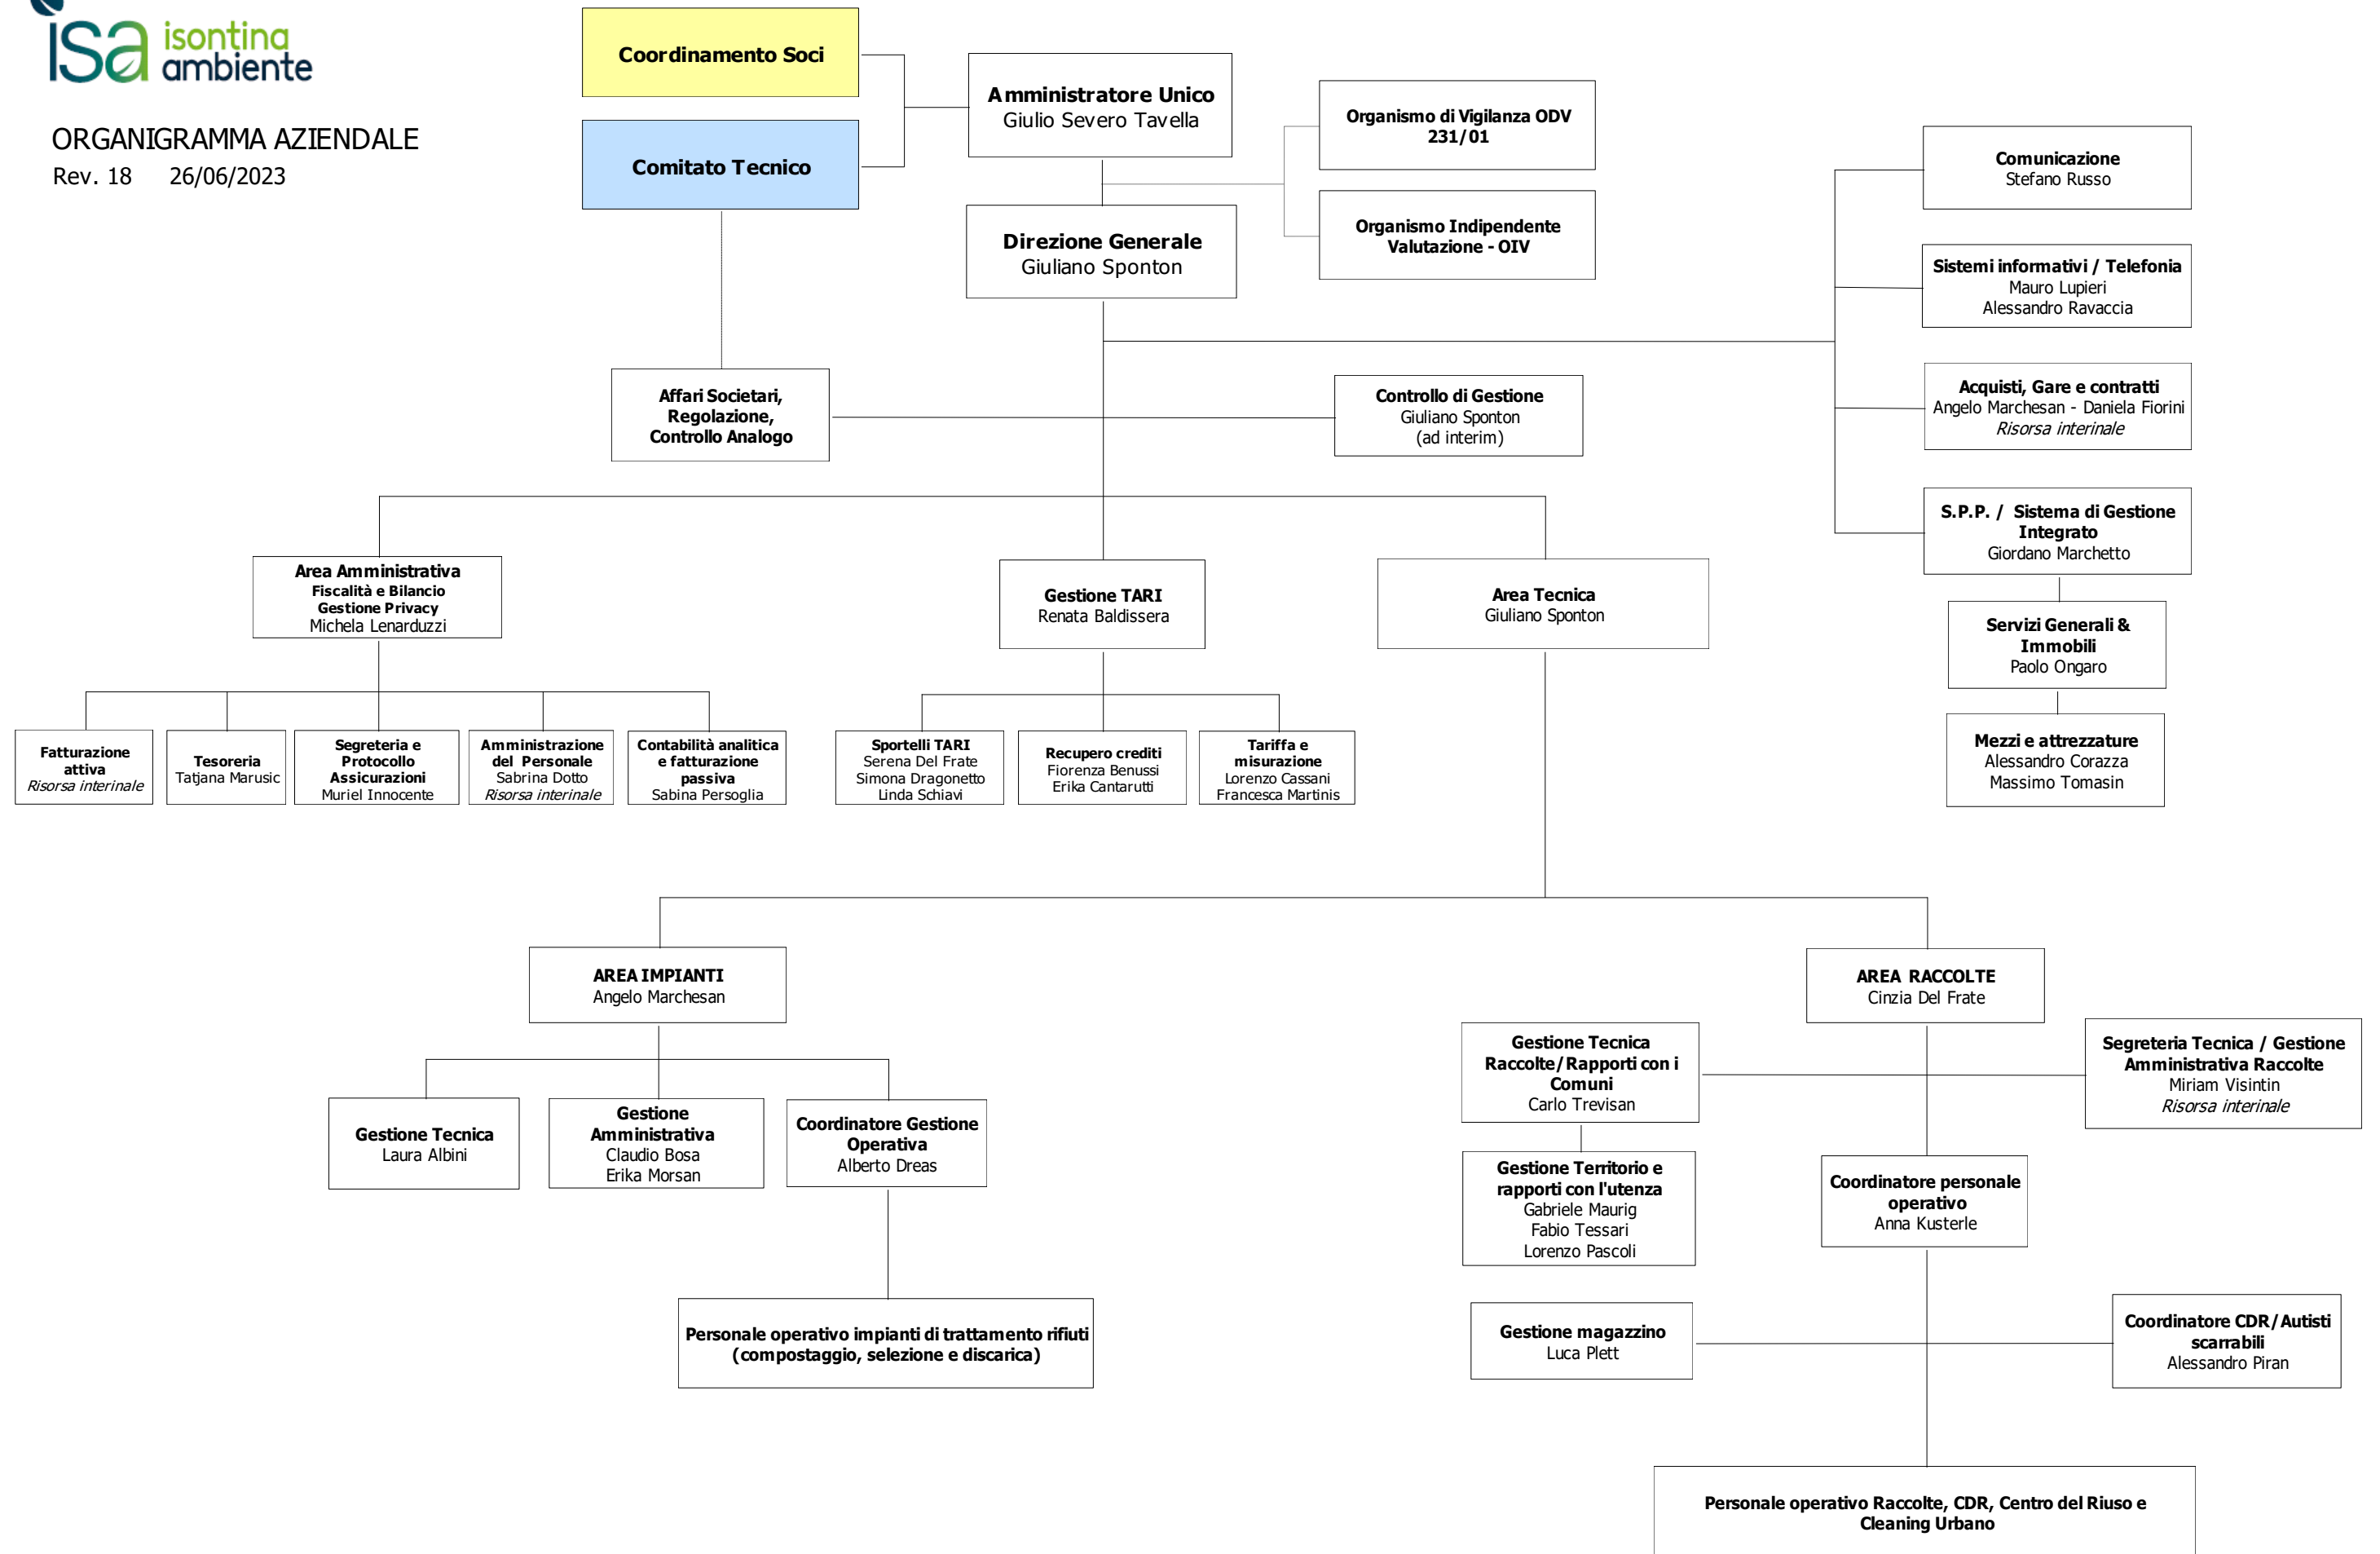 isa isontina
ambiente
ORGANIGRAMMA AZIENDALE
Rev. 18 26/06/2023
Coordinamento Soci
Comitato Tecnico
Amministratore Unico
Giulio Severo Tavella
Organismo di Vigilanza ODV
231/01
Organismo Indipendente
Valutazione - OIV
Direzione Generale
Giuliano Sponton
Comunicazione
Stefano Russo
Sistemi informativi / Telefonia
Mauro Lupieri
Alessandro Ravaccia
Acquisti, Gare e contratti
Angelo Marchesan - Daniela Fiorini
Risorsa interinale
S.P.P. / Sistema di Gestione
Integrato
Giordano Marchetto
Servizi Generali &
Immobili
Paolo Ongaro
Mezzi e attrezzature
Alessandro Corazza
Massimo Tomasin
Affari Societari,
Regolazione,
Controllo Analogo
Controllo di Gestione
Giuliano Sponton
(ad interim)
Area Amministrativa
Fiscalità e Bilancio
Gestione Privacy
Michela Lenarduzzi
Gestione TARI
Renata Baldissera
Area Tecnica
Giuliano Sponton
Fatturazione
attiva
Risorsa interinale
Tesoreria
Tatjana Marusic
Segreteria e
Protocollo
Assicurazioni
Muriel Innocente
Amministrazione
del Personale
Sabrina Dotto
Risorsa interinale
Contabilità analitica
e fatturazione
passiva
Sabina Persoglia
Sportelli TARI
Serena Del Frate
Simona Dragonetto
Linda Schiavi
Recupero crediti
Fiorenza Benussi
Erika Cantarutti
Tariffa e
misurazione
Lorenzo Cassani
Francesca Martinis
AREA IMPIANTI
Angelo Marchesan
Gestione Tecnica
Laura Albini
Gestione
Amministrativa
Claudio Bosa
Erika Morsan
Coordinatore Gestione
Operativa
Alberto Dreas
Personale operativo impianti di trattamento rifiuti
(compostaggio, selezione e discarica)
AREA RACCOLTE
Cinzia Del Frate
Gestione Tecnica
Raccolte/Rapporti con i
Comuni
Carlo Trevisan
Segreteria Tecnica / Gestione
Amministrativa Raccolte
Miriam Visintin
Risorsa interinale
Gestione Territorio e
rapporti con l'utenza
Gabriele Maurig
Fabio Tessari
Lorenzo Pascoli
Coordinatore personale
operativo
Anna Kusterle
Gestione magazzino
Luca Plett
Coordinatore CDR/Autisti
scarrabili
Alessandro Piran
Personale operativo Raccolte, CDR, Centro del Riuso e
Cleaning Urbano